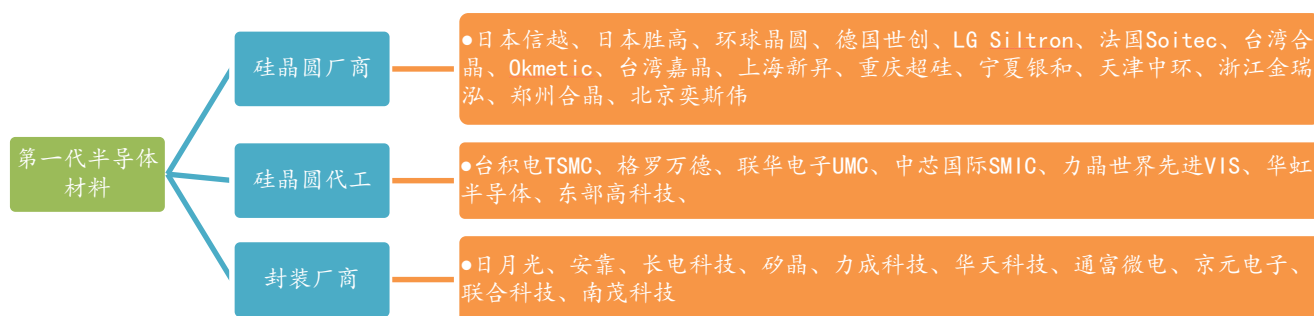 第一代半导体
材料
硅晶圆厂商
●日本信越、日本胜高、环球晶圆、德国世创、LG Siltron、法国Soitec、台湾合
晶、Okmetic、台湾嘉晶、上海新昇、重庆超硅、宁夏银和、天津中环、浙江金瑞
泓、郑州合晶、北京奕斯伟
硅晶圆代工
●台积电TSMC、格罗万德、联华电子UMC、中芯国际SMIC、力晶世界先进VIS、华虹
半导体、东部高科技、
封装厂商
●日月光、安靠、长电科技、矽晶、力成科技、华天科技、通富微电、京元电子、
联合科技、南茂科技